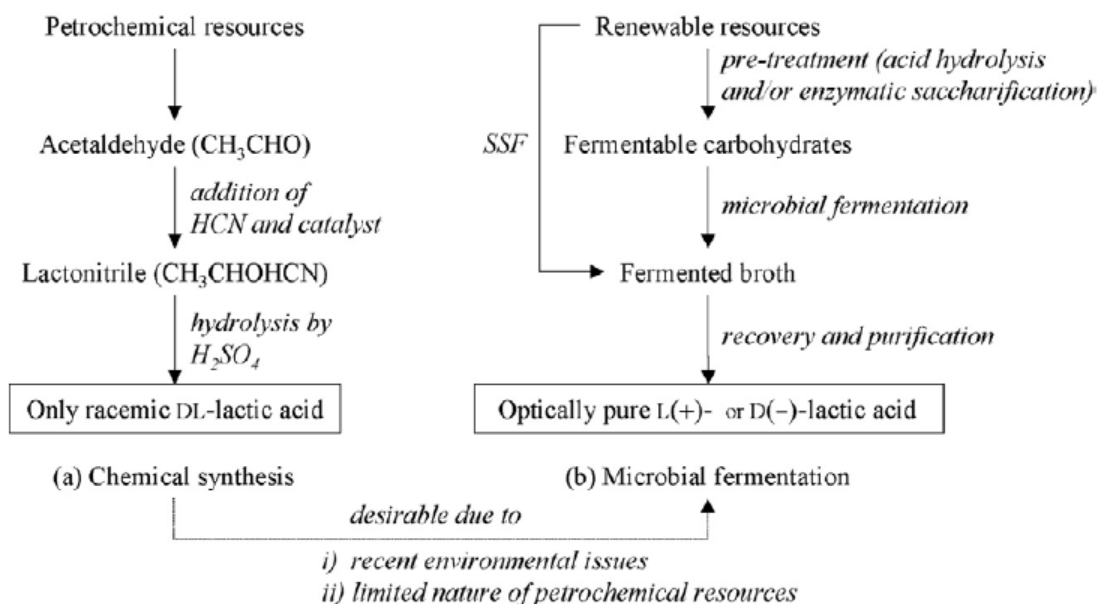 Petrochemical resources
Acetaldehyde (CH₃CHO)
addition of
HCN and catalyst
Lactonitrile (CH₃CHOHCN)
hydrolysis by
H₂SO₄
Only racemic DL-lactic acid
(a) Chemical synthesis
Renewable resources
pre-treatment (acid hydrolysis
and/or enzymatic saccharification)
SSF
Fermentable carbohydrates
microbial fermentation
Fermented broth
recovery and purification
Optically pure L(+)- or D(−)-lactic acid
(b) Microbial fermentation
desirable due to
i) recent environmental issues
ii) limited nature of petrochemical resources